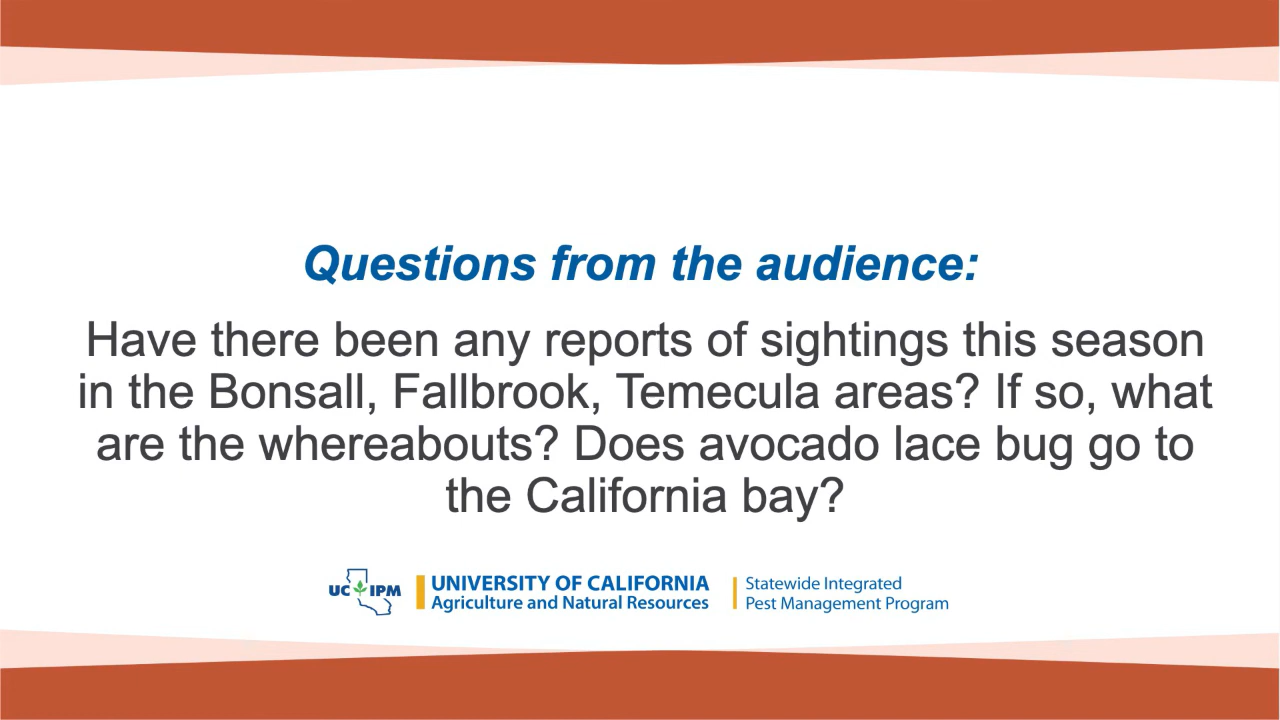 Questions from the audience:
Have there been any reports of sightings this season
in the Bonsall, Fallbrook, Temecula areas? If so, what
are the whereabouts? Does avocado lace bug go to
the California bay?
UC IPM
UNIVERSITY OF CALIFORNIA
Agriculture and Natural Resources
Statewide Integrated
Pest Management Program